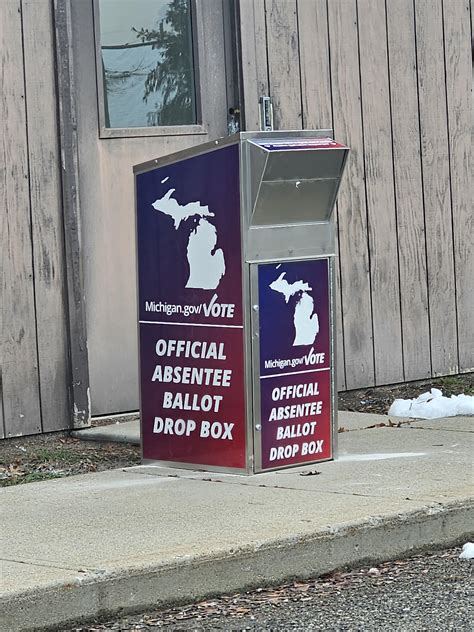 Michigan.gov/VOTE
OFFICIAL
ABSENTEE
BALLOT
DROP BOX
Michigan.gov/VOTE
OFFICIAL
ABSENTEE
BALLOT
DROP BOX